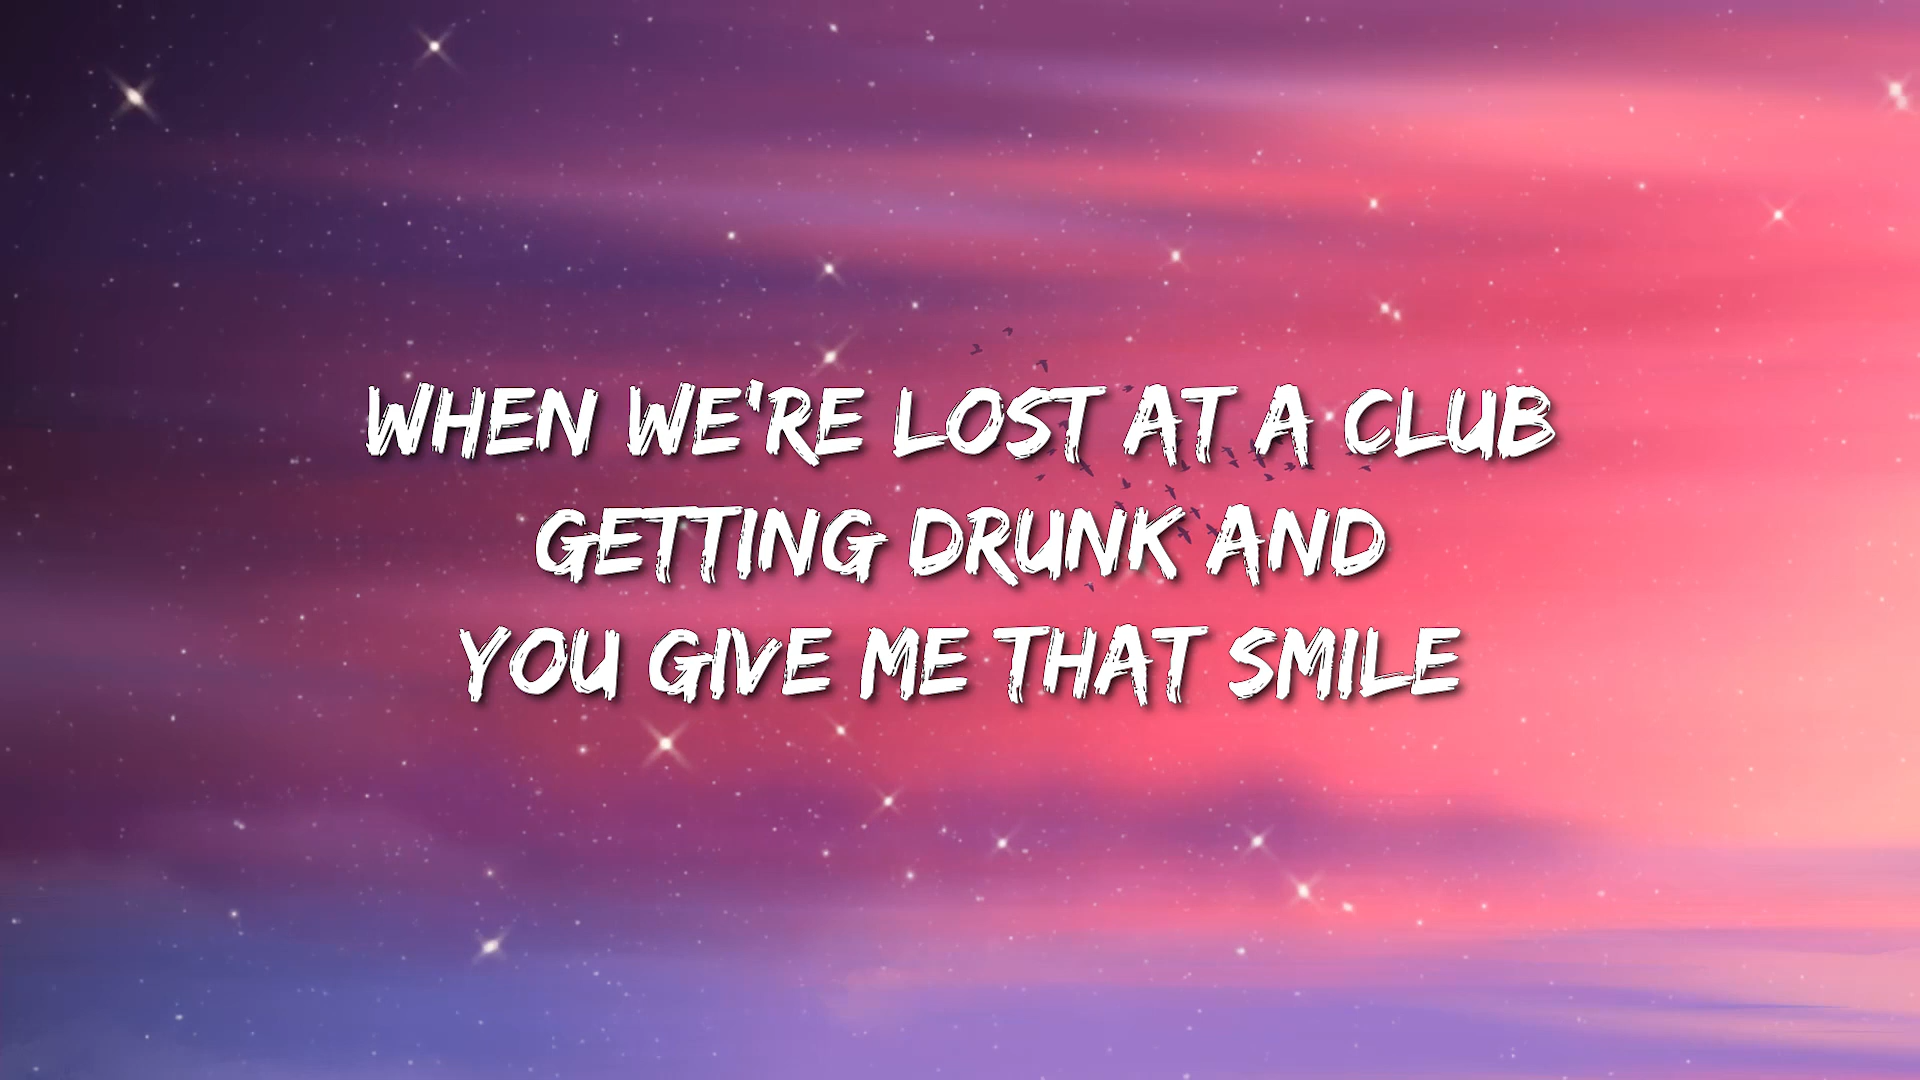 WHEN WE'RE LOST AT A CLUB
GETTING DRUNK AND
YOU GIVE ME THAT SMILE